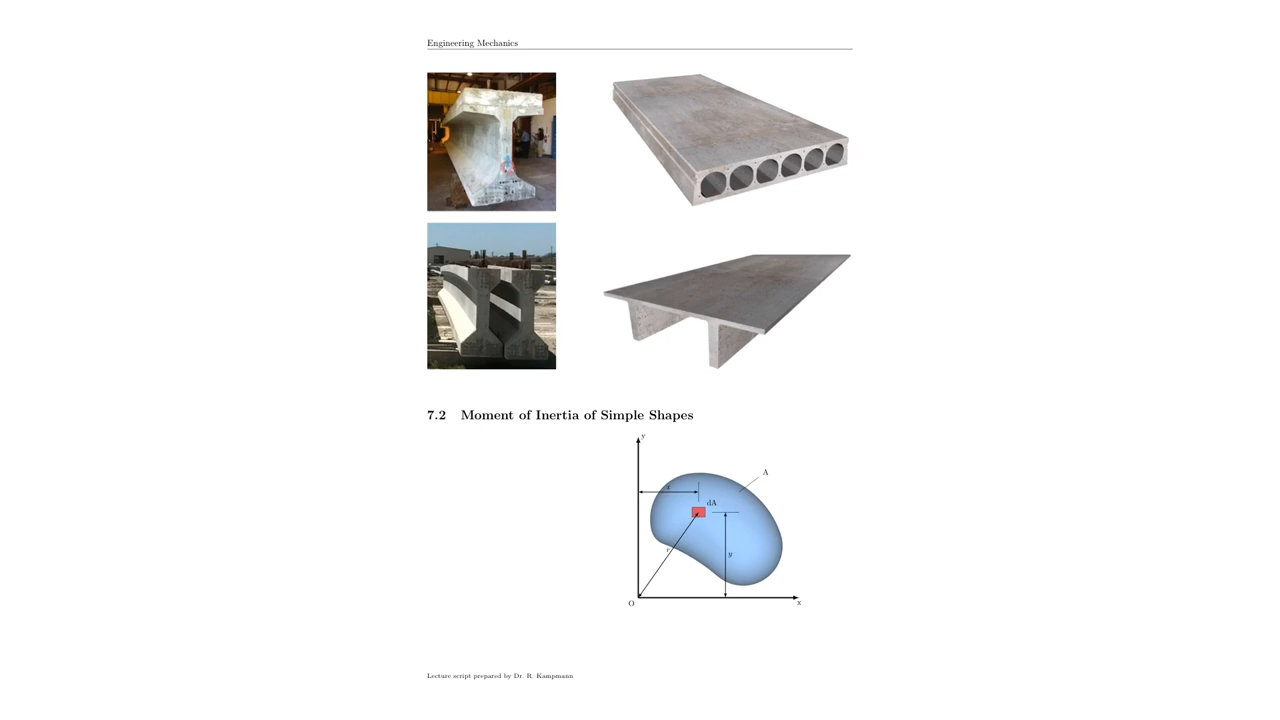 Engineering Mechanics
7.2 Moment of Inertia of Simple Shapes
y
A
x
dA
r
y
O
x
Lecture script prepared by Dr. R. Kampmann